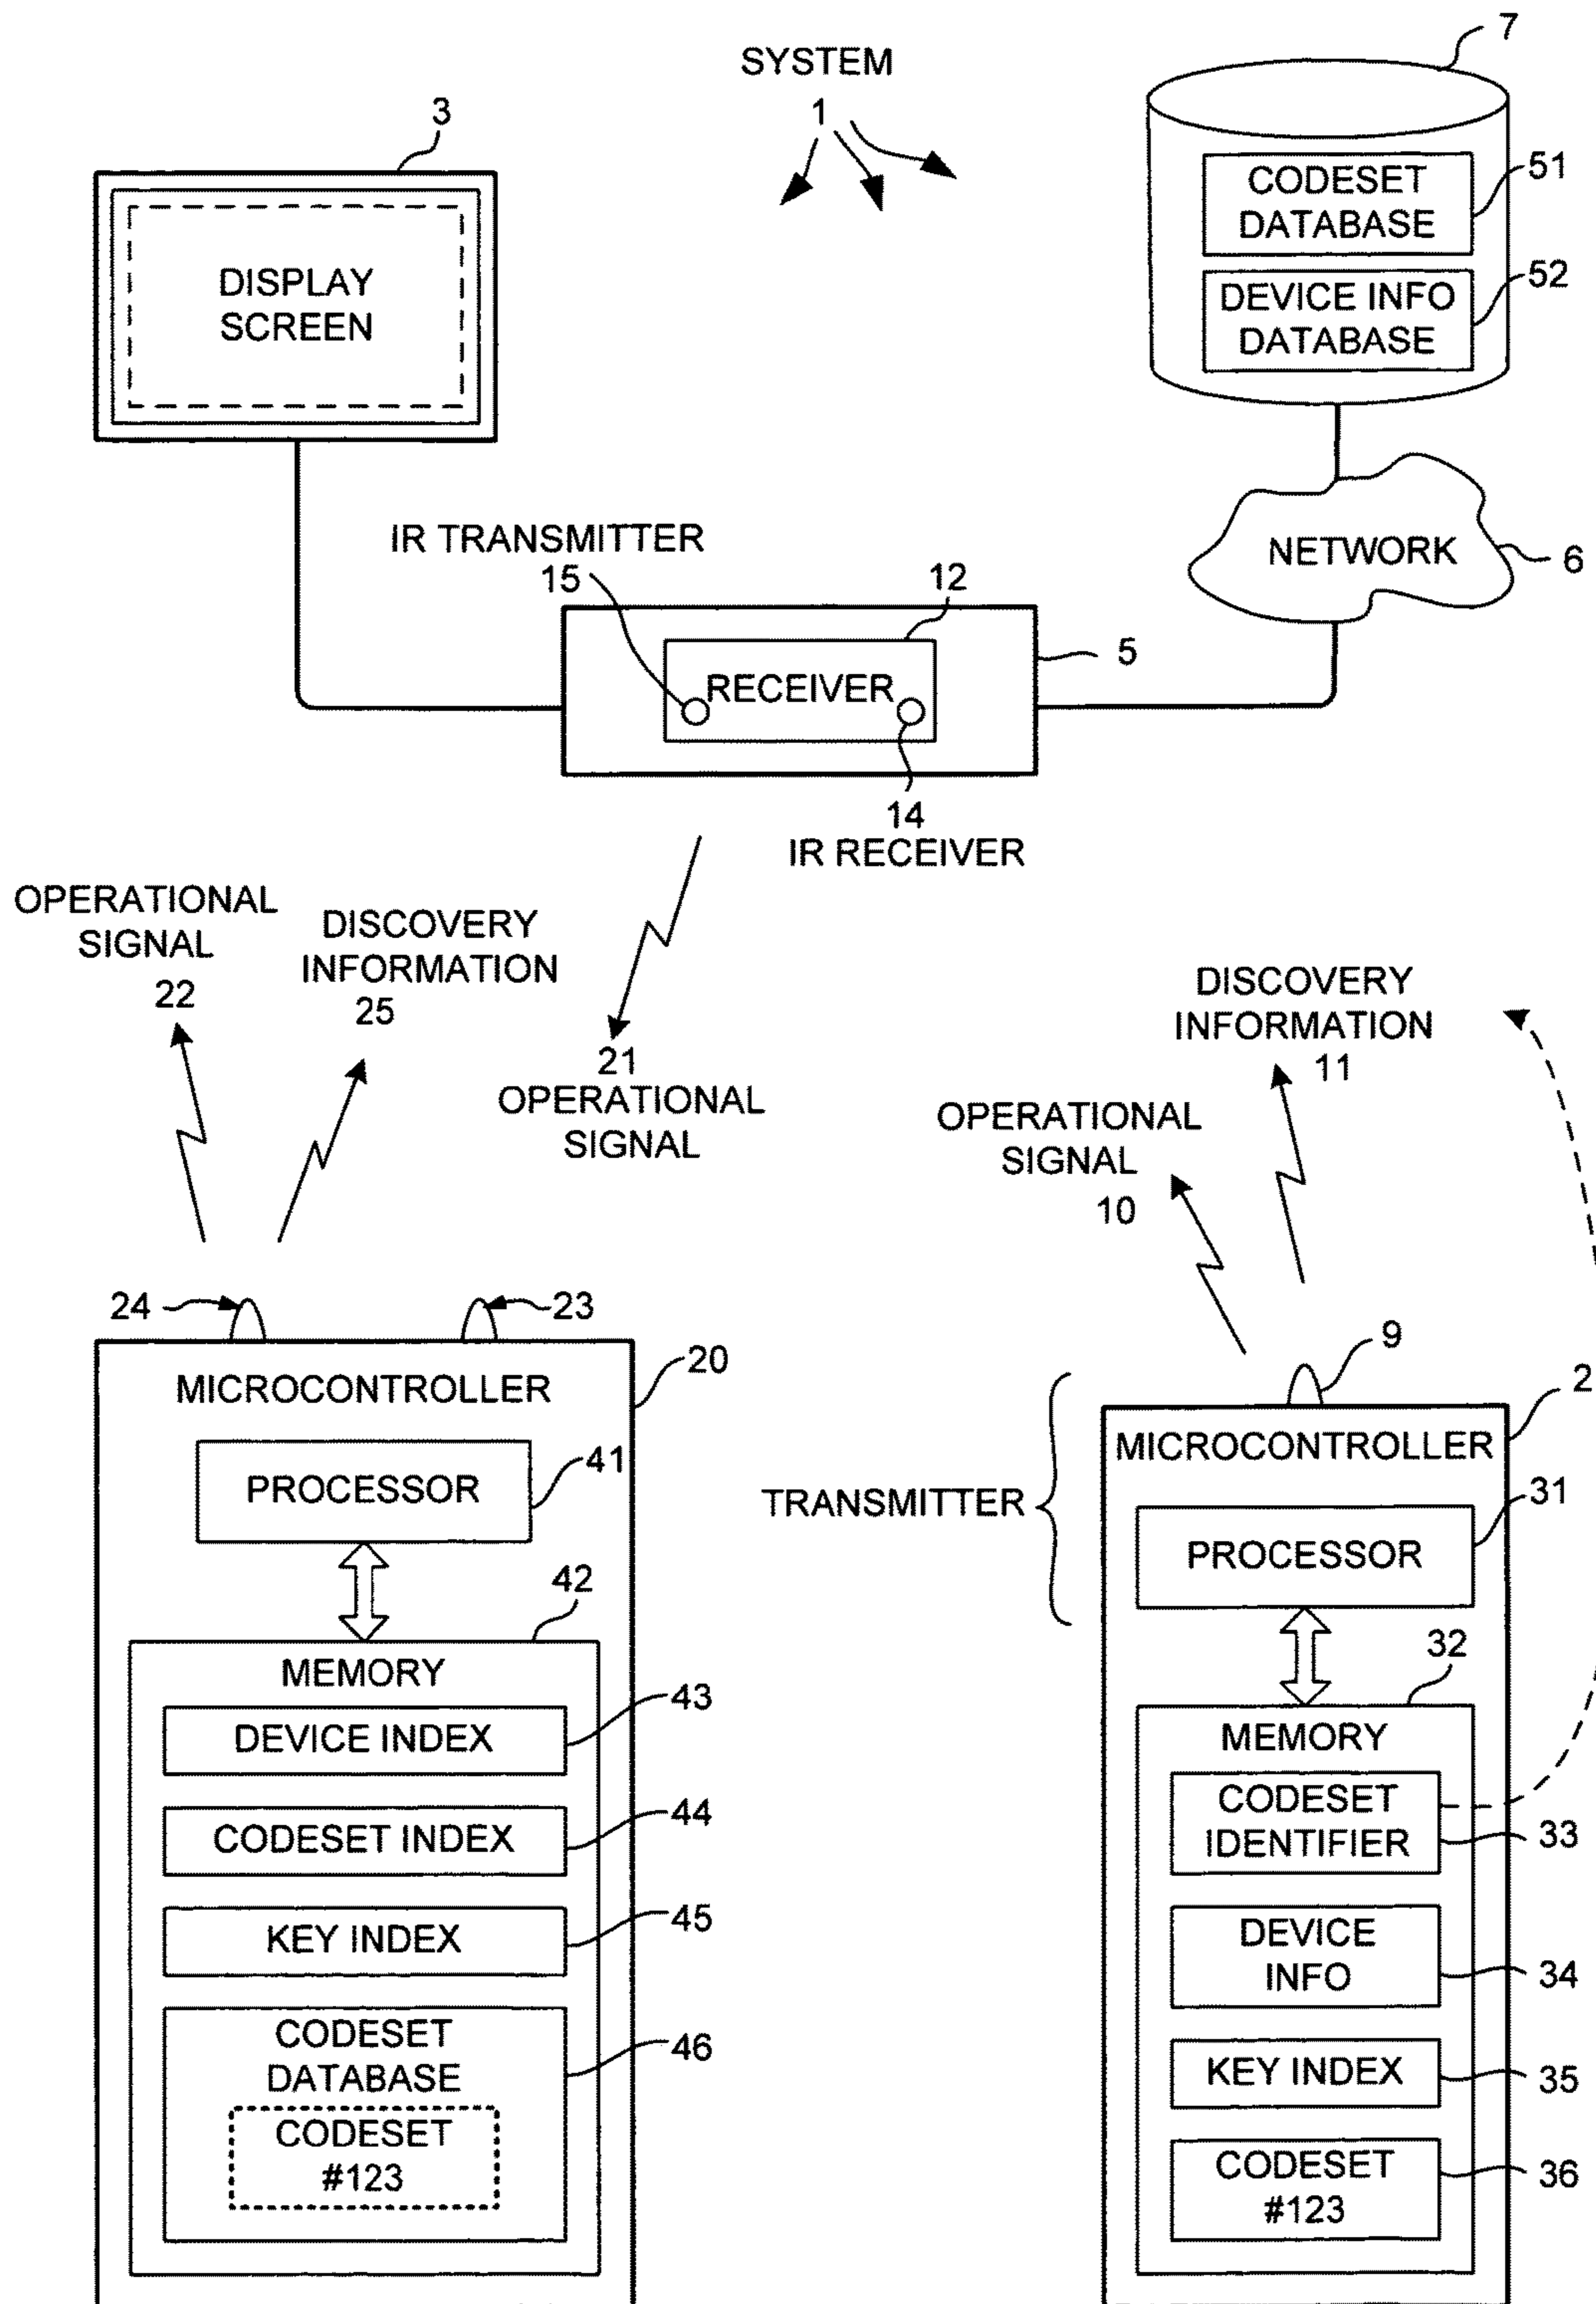 SYSTEM
1
7
3
CODESET
DATABASE
51
DEVICE INFO
DATABASE
52
DISPLAY
SCREEN
NETWORK
6
IR TRANSMITTER
15
12
RECEIVER
5
14
IR RECEIVER
OPERATIONAL
SIGNAL
22
DISCOVERY
INFORMATION
25
21
OPERATIONAL
SIGNAL
DISCOVERY
INFORMATION
11
OPERATIONAL
SIGNAL
10
24
23
20
MICROCONTROLLER
PROCESSOR
41
42
MEMORY
DEVICE INDEX
43
CODESET INDEX
44
KEY INDEX
45
CODESET
DATABASE
46
CODESET
#123
9
2
MICROCONTROLLER
TRANSMITTER
31
PROCESSOR
32
MEMORY
CODESET
IDENTIFIER
33
DEVICE
INFO
34
KEY INDEX
35
CODESET
#123
36